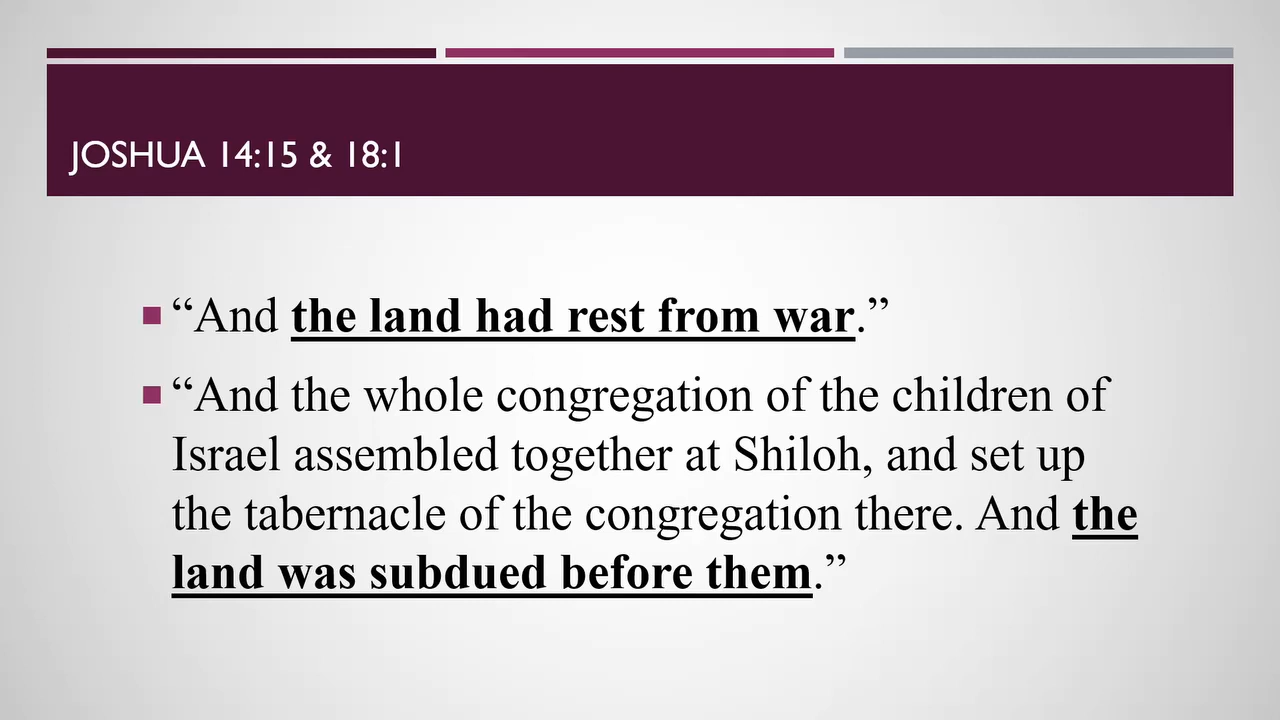 JOSHUA 14:15 & 18:1
“And the land had rest from war.”
“And the whole congregation of the children of
Israel assembled together at Shiloh, and set up
the tabernacle of the congregation there. And the
land was subdued before them.”